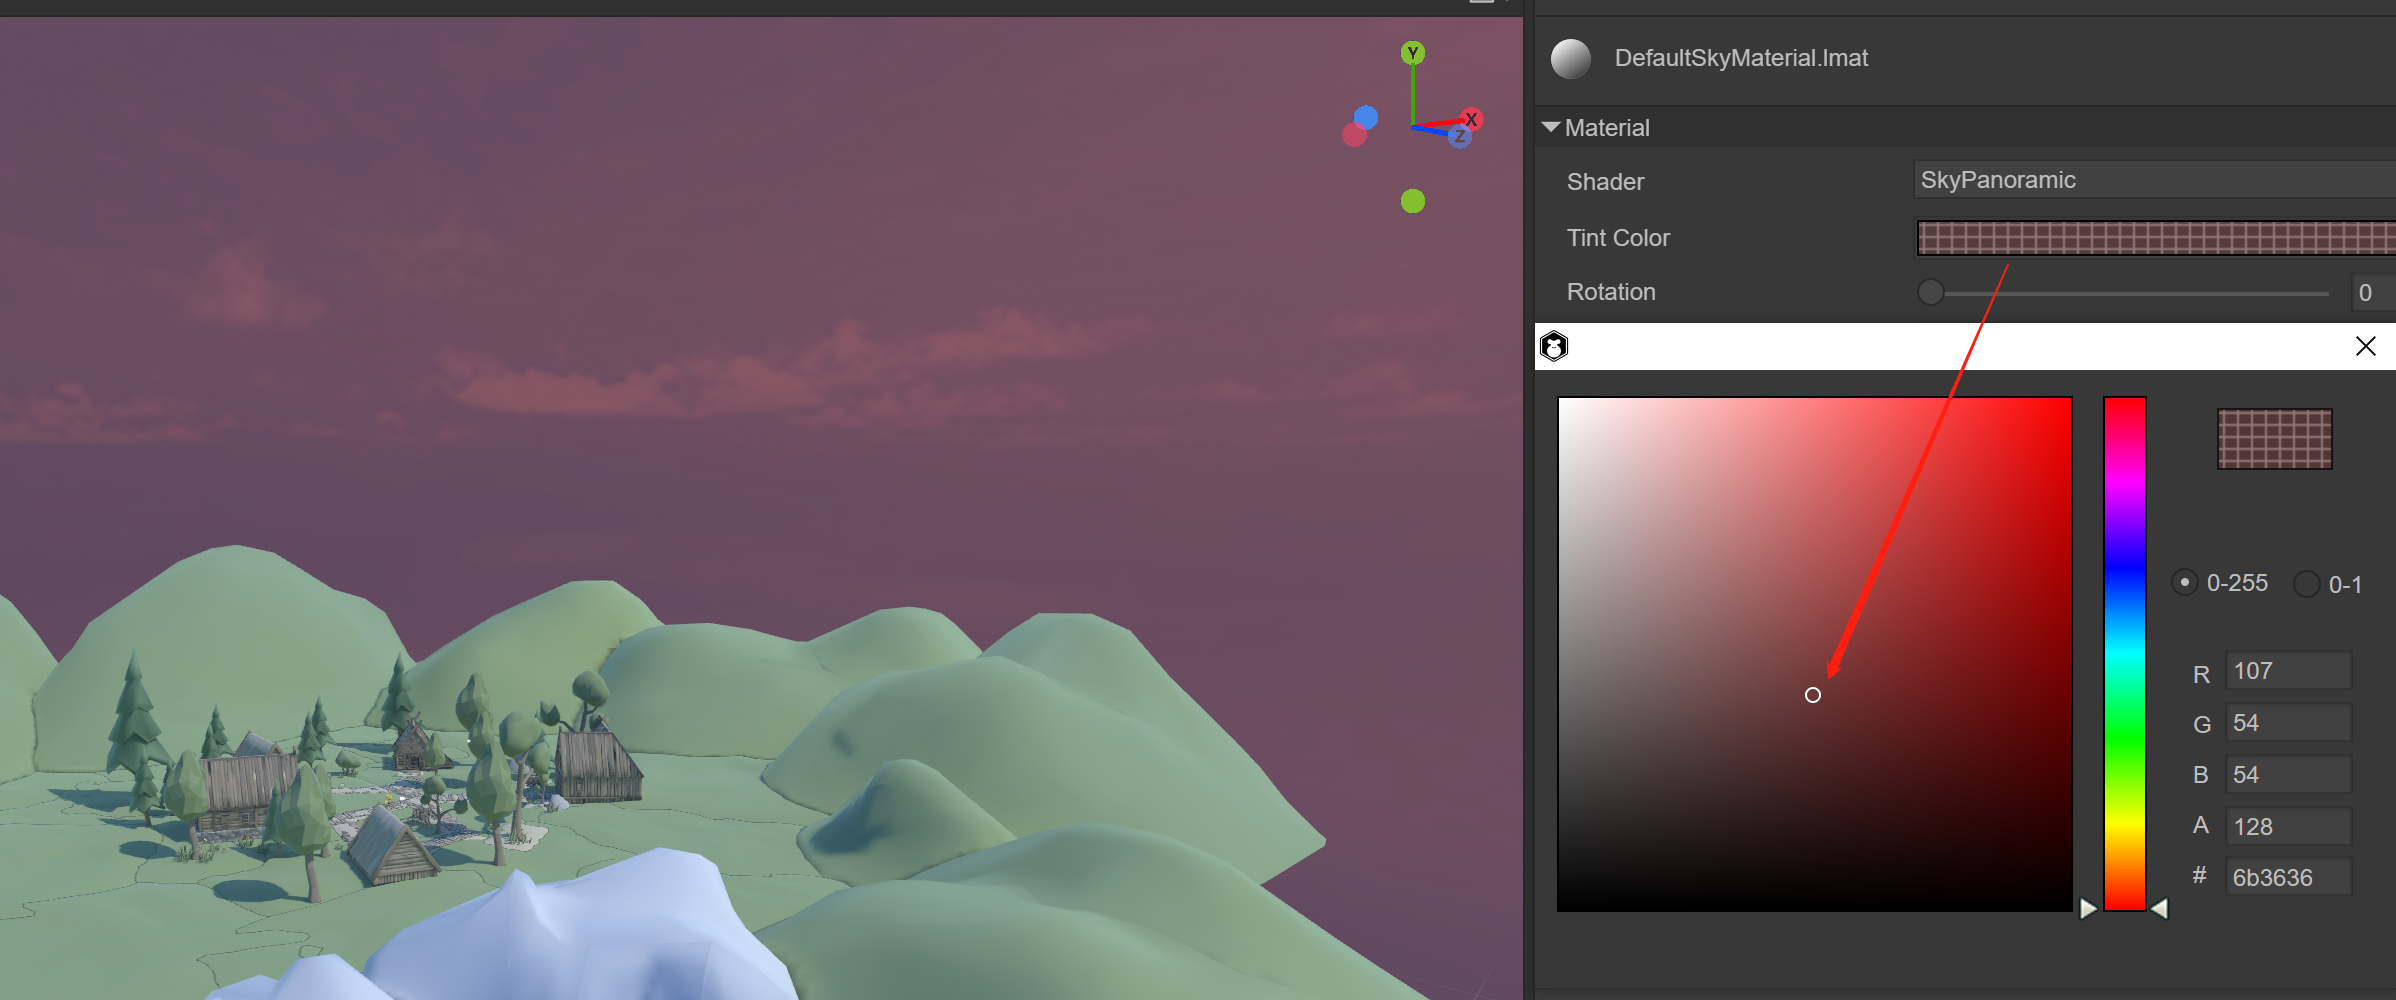 Y
X
Z
DefaultSkyMaterial.lmat
Material
Shader SkyPanoramic
Tint Color
Rotation 0
0-255 0-1
R 107
G 54
B 54
A 128
# 6b3636